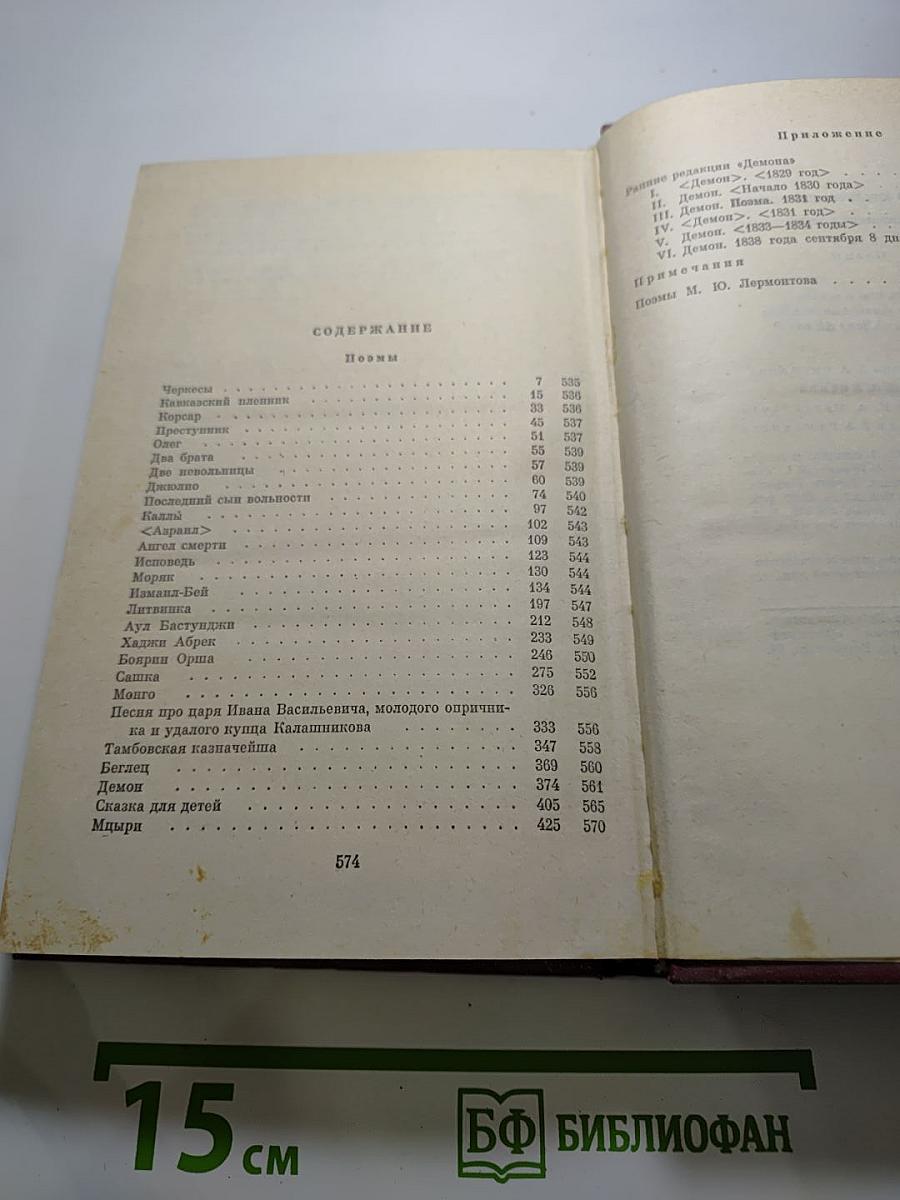 СОДЕРЖАНИЕ
Поэмы
Черкесы . . . . . . . . . . 7 535
Кавказский пленник . . . . . . . . . . 15 536
Корсар . . . . . . . . . . 33 536
Преступник . . . . . . . . . . 45 537
Олег . . . . . . . . . . 51 537
Два брата . . . . . . . . . . 55 539
Две невольницы . . . . . . . . . . 57 539
Джюлио . . . . . . . . . . 60 539
Последний сын вольности . . . . . . . . . . 74 540
Каллы́ . . . . . . . . . . 97 542
<Азраил> . . . . . . . . . . 102 543
Ангел смерти . . . . . . . . . . 109 543
Исповедь . . . . . . . . . . 123 544
Моряк . . . . . . . . . . 130 544
Измаил-Бей . . . . . . . . . . 134 544
Литвинка . . . . . . . . . . 197 547
Аул Бастунджи . . . . . . . . . . 212 548
Хаджи Абрек . . . . . . . . . . 233 549
Боярин Орша . . . . . . . . . . 246 550
Сашка . . . . . . . . . . 275 552
Монго . . . . . . . . . . 326 556
Песня про царя Ивана Васильевича, молодого опрични-
ка и удалого купца Калашникова . . . . . . . 333 556
Тамбовская казначейша . . . . . . . . . . 347 558
Беглец . . . . . . . . . . 369 560
Демон . . . . . . . . . . 374 561
Сказка для детей . . . . . . . . . . 405 565
Мцыри . . . . . . . . . . 425 570
574
Приложение
Ранние редакции «Демона»
I. <Демон>. <1829 год> . . . .
II. Демон. <Начало 1830 года> .
III. Демон. Поэма. 1831 год . .
IV. <Демон>. <1831 год> . . . .
V. Демон. <1833—1834 годы> . . .
VI. Демон. 1838 года сентября 8 дн
Примечания
Поэмы М. Ю. Лермонтова . . . .
15 см
БФ БИБЛИОФАН